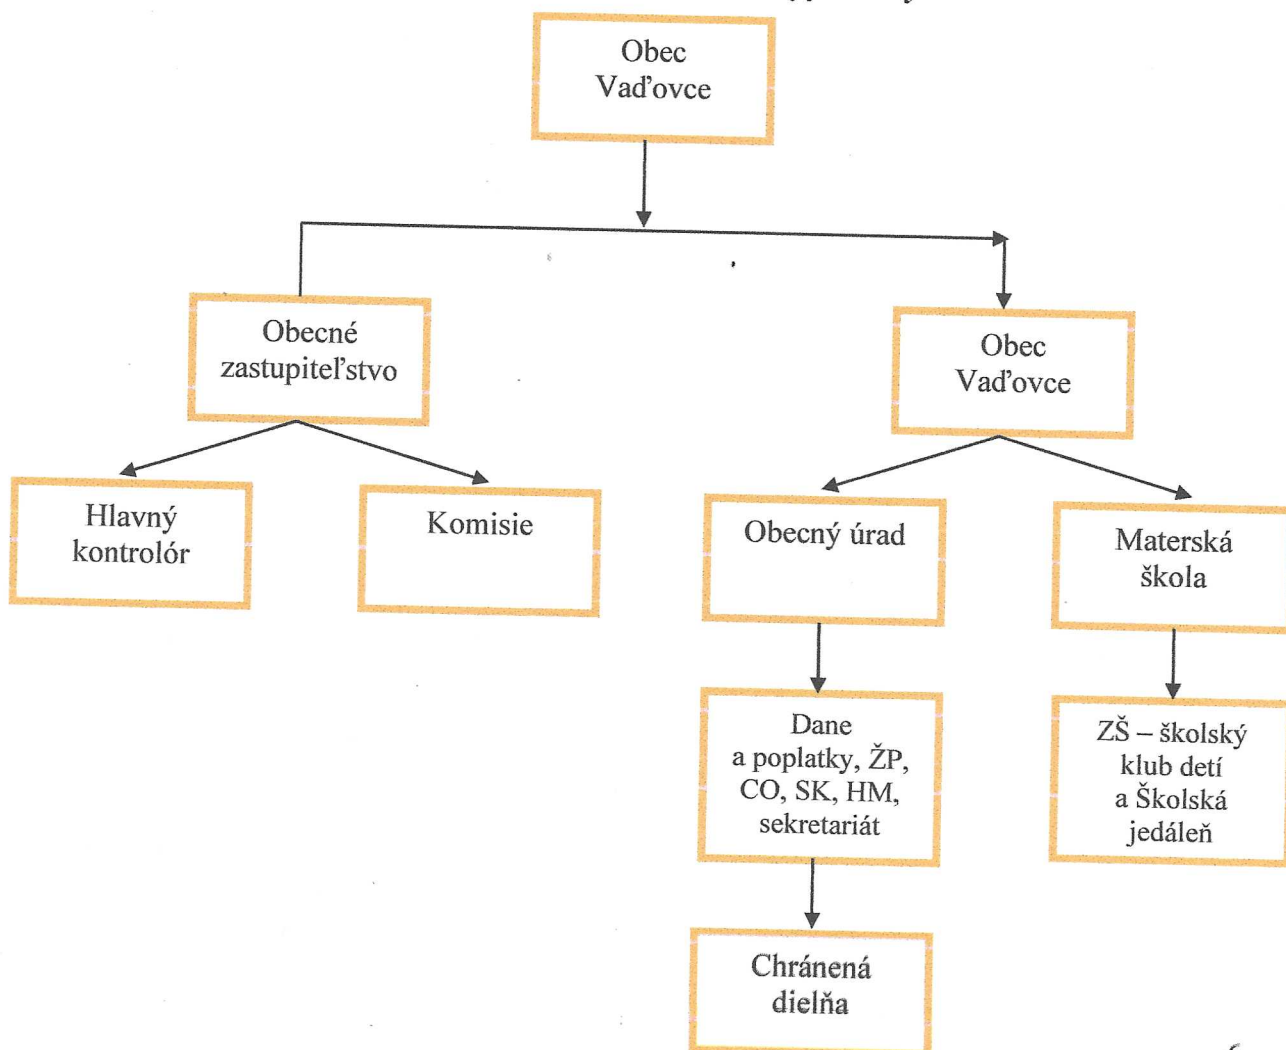 Obec
Vaďovce
Obecné
zastupiteľstvo
Obec
Vaďovce
Hlavný
kontrolór
Komisie
Obecný úrad
Materská
škola
Dane
a poplatky, ŽP,
CO, SK, HM,
sekretariát
ZŠ – školský
klub detí
a Školská
jedáleň
Chránená
dielňa